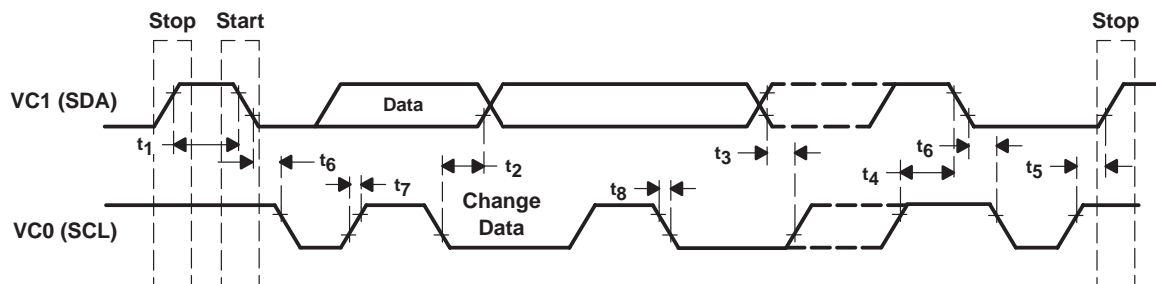 Stop Start Stop
VC1 (SDA)
Data
t1 t6 t7 t2 t3 t4 t6 t5
Change
Data
t8
VC0 (SCL)